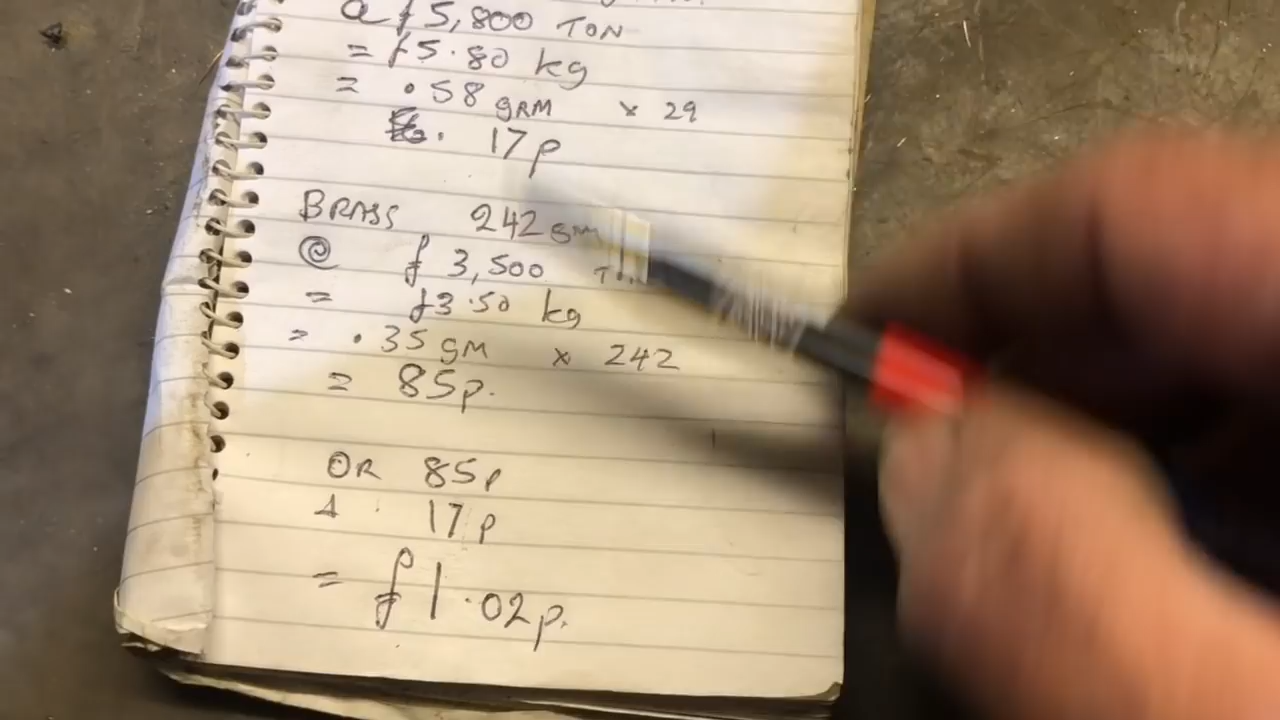 @ £5,800 TON
= £5.80 kg
= .58 gRM × 29
17p
BRASS 242 gm
@ £3,500
= £3.50 kg
= .35 gM × 242
= 85p.
OR 85p
17p
= £1.02p.